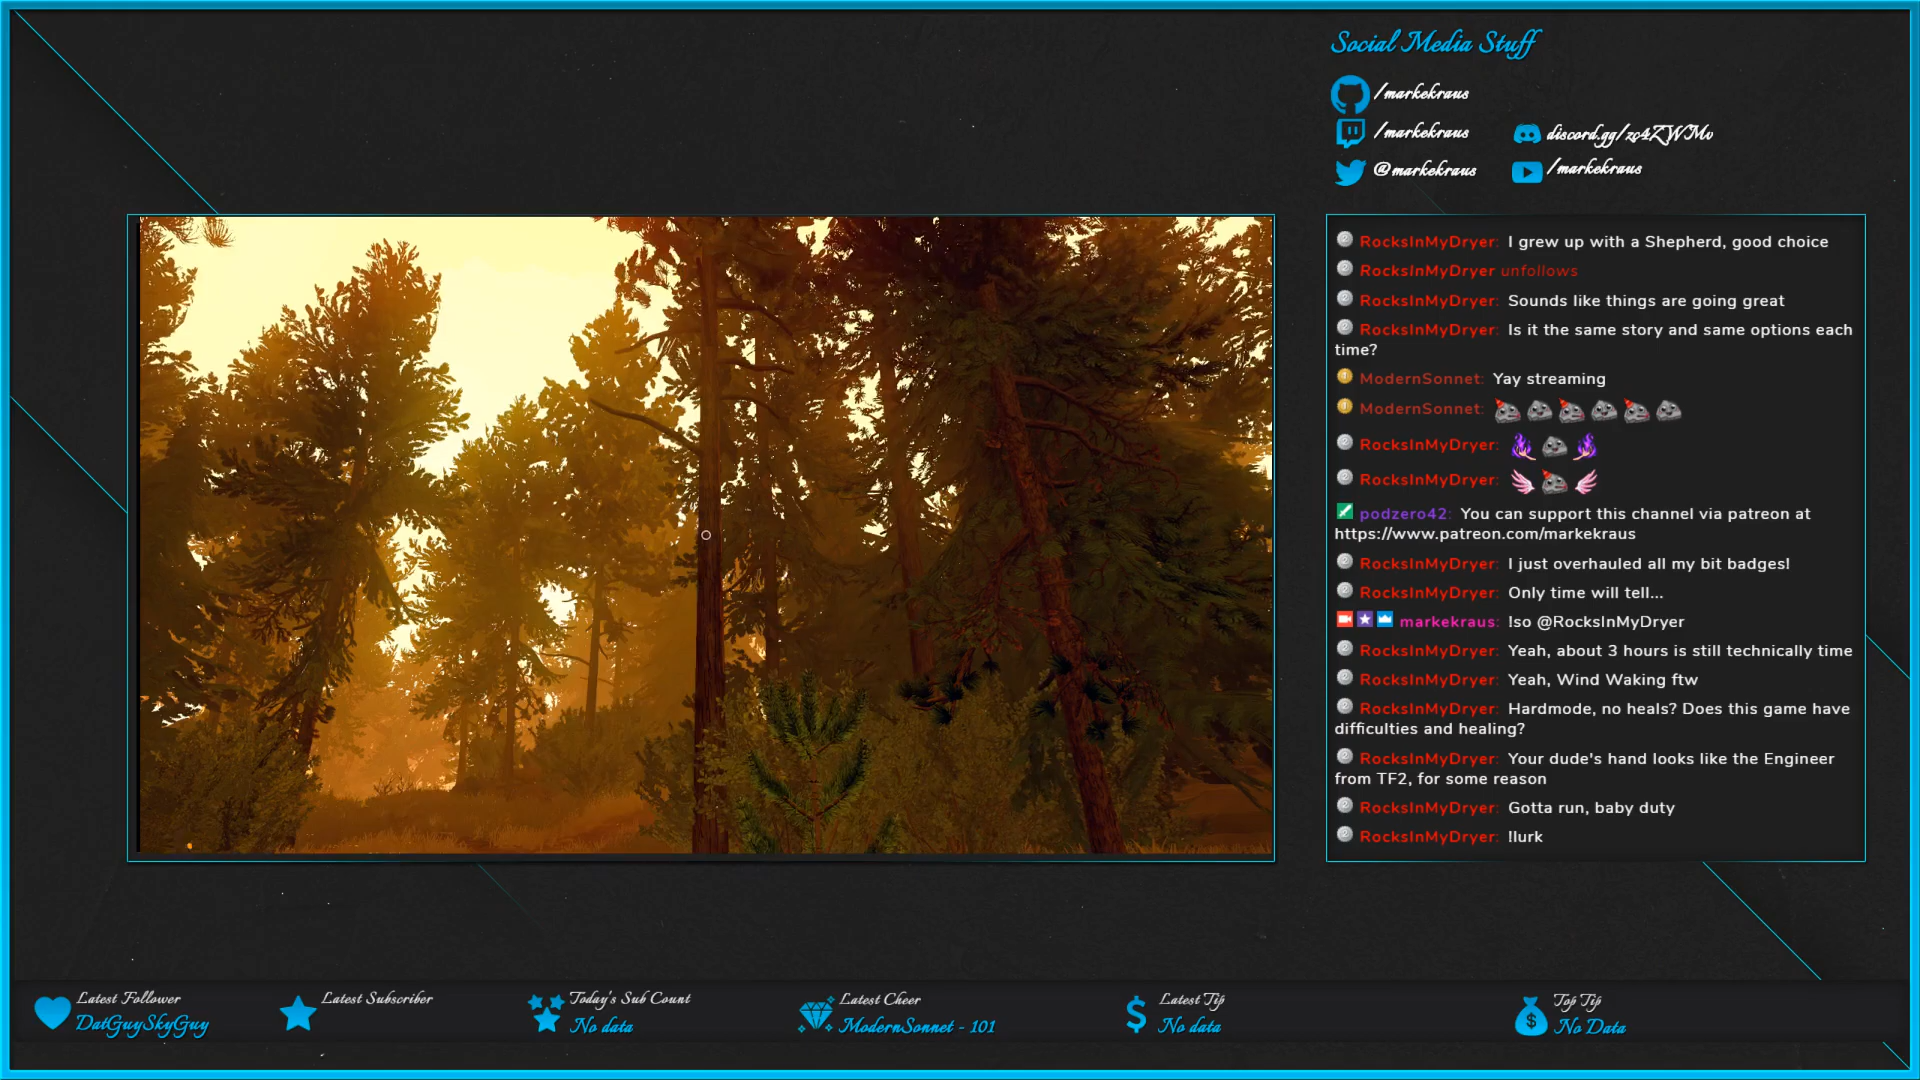 Social Media Stuff
/markekraus
/markekraus
discord.gg/zc4ZWMv
@markekraus
/markekraus
RocksInMyDryer: I grew up with a Shepherd, good choice
RocksInMyDryer unfollows
RocksInMyDryer: Sounds like things are going great
RocksInMyDryer: Is it the same story and same options each
time?
ModernSonnet: Yay streaming
ModernSonnet:
RocksInMyDryer:
RocksInMyDryer:
podzero42: You can support this channel via patreon at
https://www.patreon.com/markekraus
RocksInMyDryer: I just overhauled all my bit badges!
RocksInMyDryer: Only time will tell...
markekraus: !so @RocksInMyDryer
RocksInMyDryer: Yeah, about 3 hours is still technically time
RocksInMyDryer: Yeah, Wind Waking ftw
RocksInMyDryer: Hardmode, no heals? Does this game have
difficulties and healing?
RocksInMyDryer: Your dude's hand looks like the Engineer
from TF2, for some reason
RocksInMyDryer: Gotta run, baby duty
RocksInMyDryer: !lurk
Latest Follower
DatGuySkyGuy
Latest Subscriber
Today's Sub Count
No data
Latest Cheer
ModernSonnet - 101
Latest Tip
No data
Top Tip
No Data